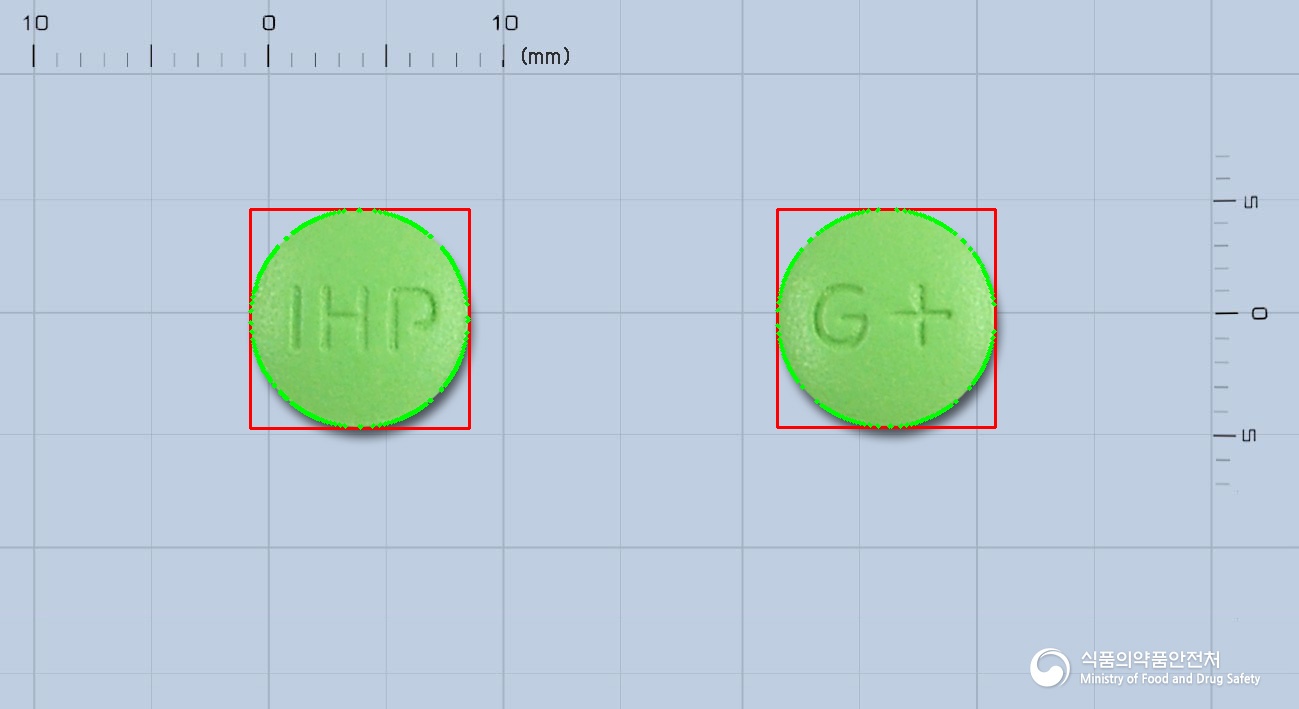 10 0 10
(mm)
5
IHP G+
0
5
식품의약품안전처
Ministry of Food and Drug Safety